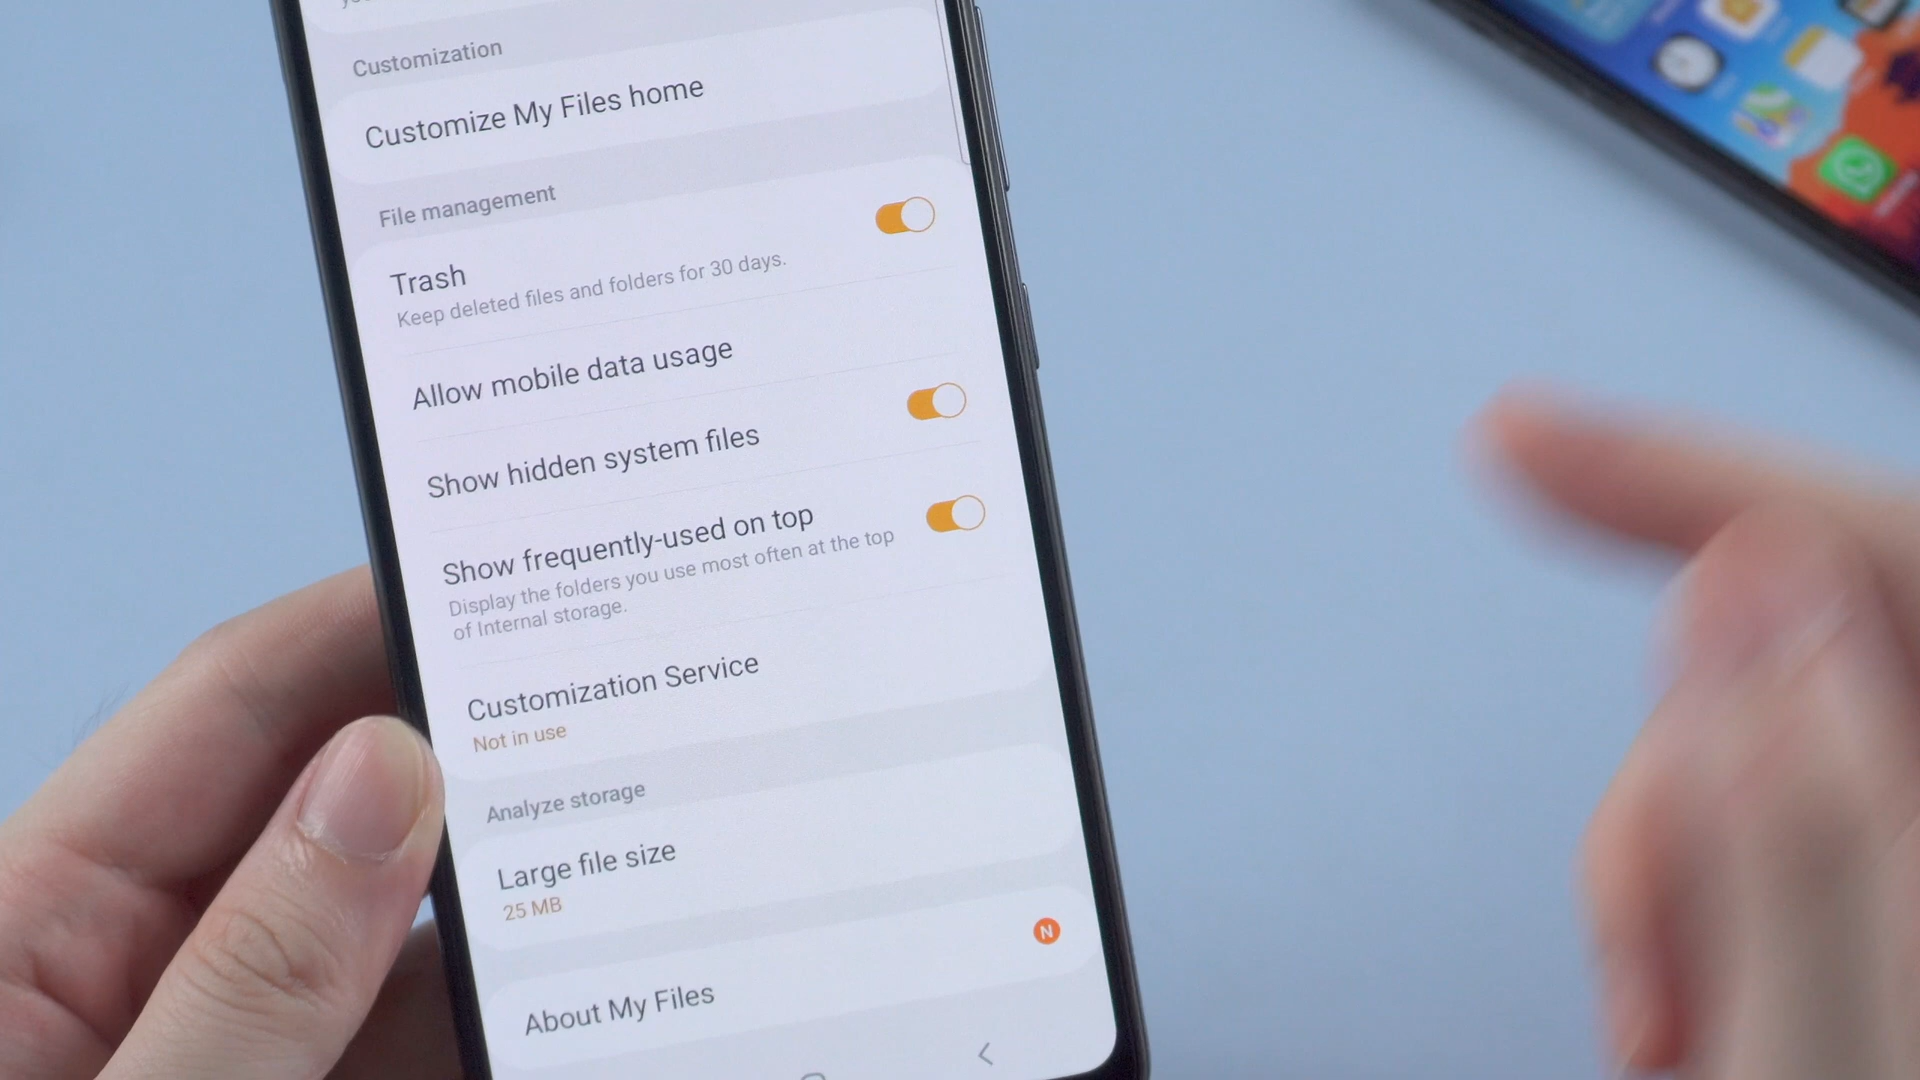 Customization
Customize My Files home
File management
Trash
Keep deleted files and folders for 30 days.
Allow mobile data usage
Show hidden system files
Show frequently-used on top
Display the folders you use most often at the top
of Internal storage.
Customization Service
Not in use
Analyze storage
Large file size
25 MB
N
About My Files